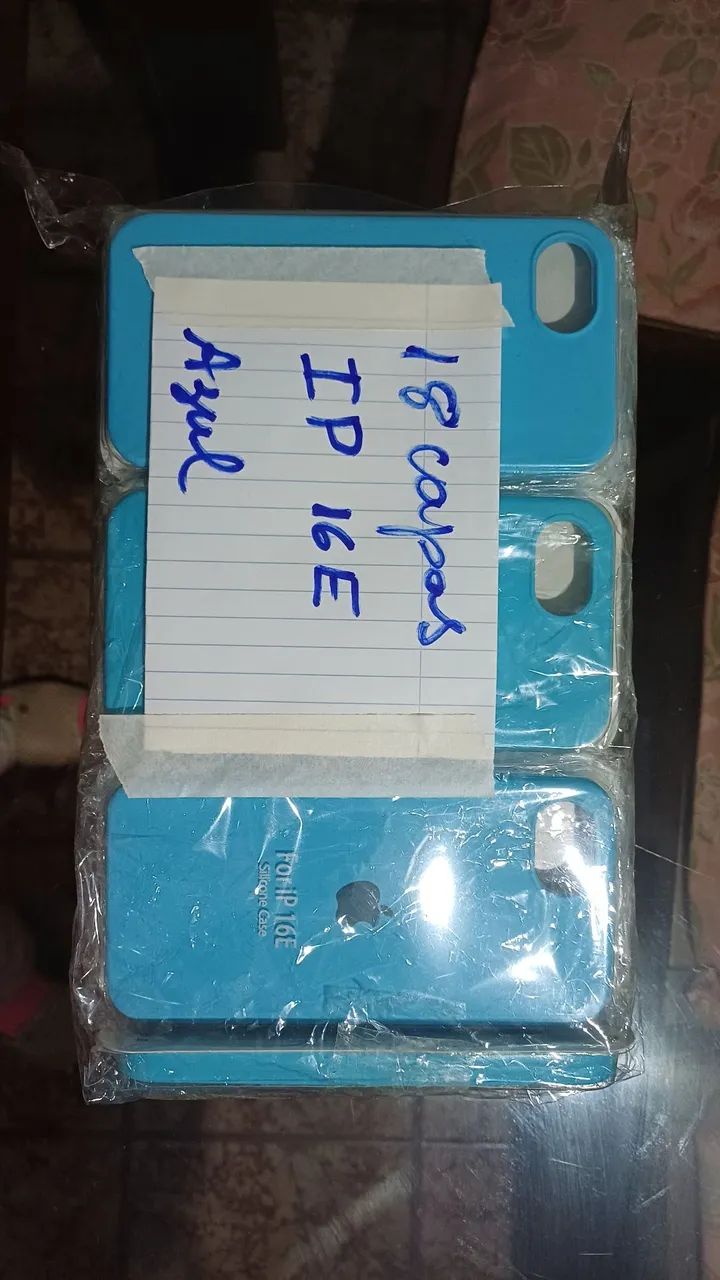 18 capas
IP 16E
Azul
For iP 16E
Silicone Case